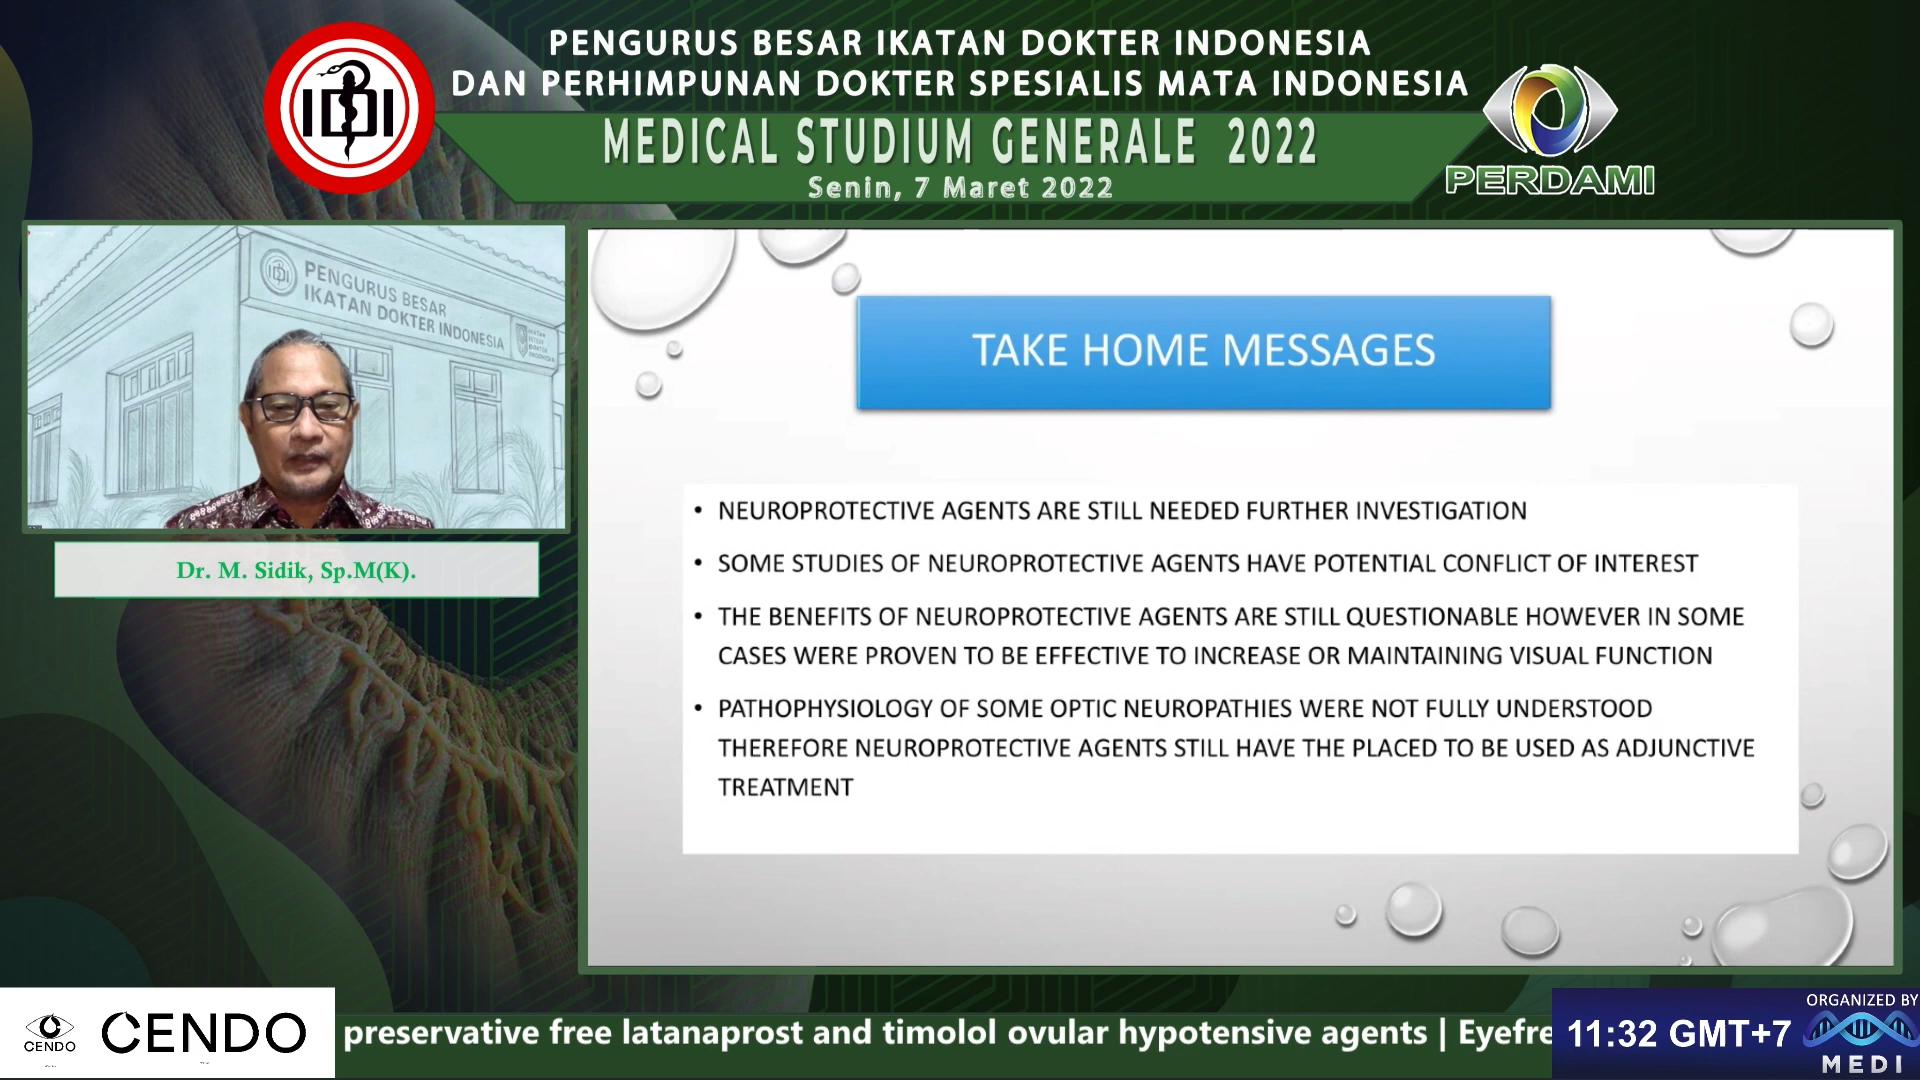 PENGURUS BESAR IKATAN DOKTER INDONESIA
DAN PERHIMPUNAN DOKTER SPESIALIS MATA INDONESIA
IDI
MEDICAL STUDIUM GENERALE 2022
Senin, 7 Maret 2022
PERDAMI
PENGURUS BESAR
IKATAN DOKTER INDONESIA
Dr. M. Sidik, Sp.M(K).
TAKE HOME MESSAGES
• NEUROPROTECTIVE AGENTS ARE STILL NEEDED FURTHER INVESTIGATION
• SOME STUDIES OF NEUROPROTECTIVE AGENTS HAVE POTENTIAL CONFLICT OF INTEREST
• THE BENEFITS OF NEUROPROTECTIVE AGENTS ARE STILL QUESTIONABLE HOWEVER IN SOME
CASES WERE PROVEN TO BE EFFECTIVE TO INCREASE OR MAINTAINING VISUAL FUNCTION
• PATHOPHYSIOLOGY OF SOME OPTIC NEUROPATHIES WERE NOT FULLY UNDERSTOOD
THEREFORE NEUROPROTECTIVE AGENTS STILL HAVE THE PLACED TO BE USED AS ADJUNCTIVE
TREATMENT
CENDO
CENDO
preservative free latanaprost and timolol ovular hypotensive agents | Eyefre
11:32 GMT+7
ORGANIZED BY
MEDI